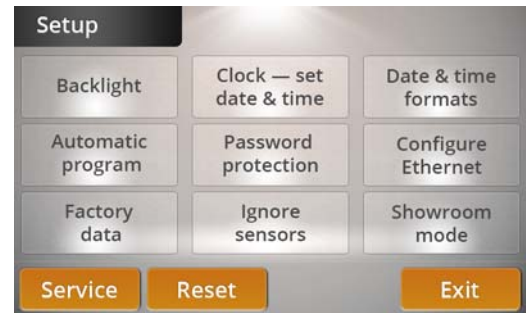 Setup
Backlight
Clock — set
date & time
Date & time
formats
Automatic
program
Password
protection
Configure
Ethernet
Factory
data
Ignore
sensors
Showroom
mode
Service
Reset
Exit